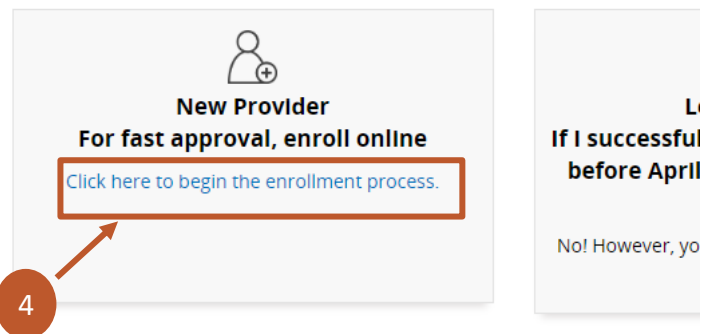 New Provider
For fast approval, enroll online
Click here to begin the enrollment process.
4
If I successful
before April
No! However, yo